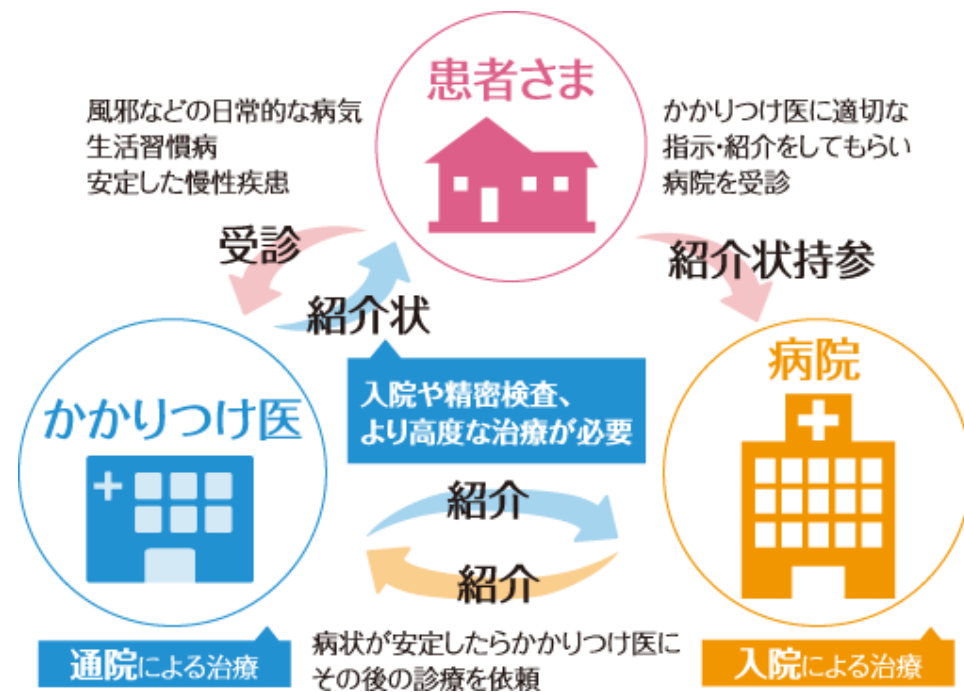 患者さま
風邪などの日常的な病気
生活習慣病
安定した慢性疾患
かかりつけ医に適切な
指示・紹介をしてもらい
病院を受診
受診
紹介状
紹介状持参
かかりつけ医
入院や精密検査、
より高度な治療が必要
病院
紹介
紹介
通院による治療
病状が安定したらかかりつけ医に
その後の診療を依頼
入院による治療